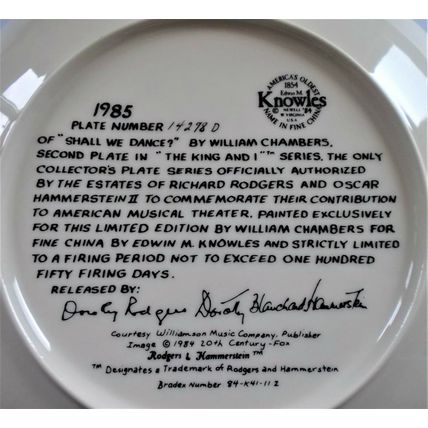 1985
PLATE NUMBER 14278 D
AMERICA'S OLDEST
1854
Edwin M.
Knowles
NEWELL '84
W. VIRGINIA
U.S.A.
NAME IN FINE CHINA
OF "SHALL WE DANCE?" BY WILLIAM CHAMBERS,
SECOND PLATE IN "THE KING AND I"™ SERIES, THE ONLY
COLLECTOR'S PLATE SERIES OFFICIALLY AUTHORIZED
BY THE ESTATES OF RICHARD RODGERS AND OSCAR
HAMMERSTEIN II TO COMMEMORATE THEIR CONTRIBUTION
TO AMERICAN MUSICAL THEATER. PAINTED EXCLUSIVELY
FOR THIS LIMITED EDITION BY WILLIAM CHAMBERS FOR
FINE CHINA BY EDWIN M. KNOWLES AND STRICTLY LIMITED
TO A FIRING PERIOD NOT TO EXCEED ONE HUNDRED
FIFTY FIRING DAYS.
RELEASED BY:
Dorothy Rodgers Dorothy Blanchard Hammerstein
Courtesy Williamson Music Company, Publisher
Image © 1984 20th Century-Fox
Rodgers & Hammerstein™
™Designates a Trademark of Rodgers and Hammerstein
Bradex Number 84-K41-11.2